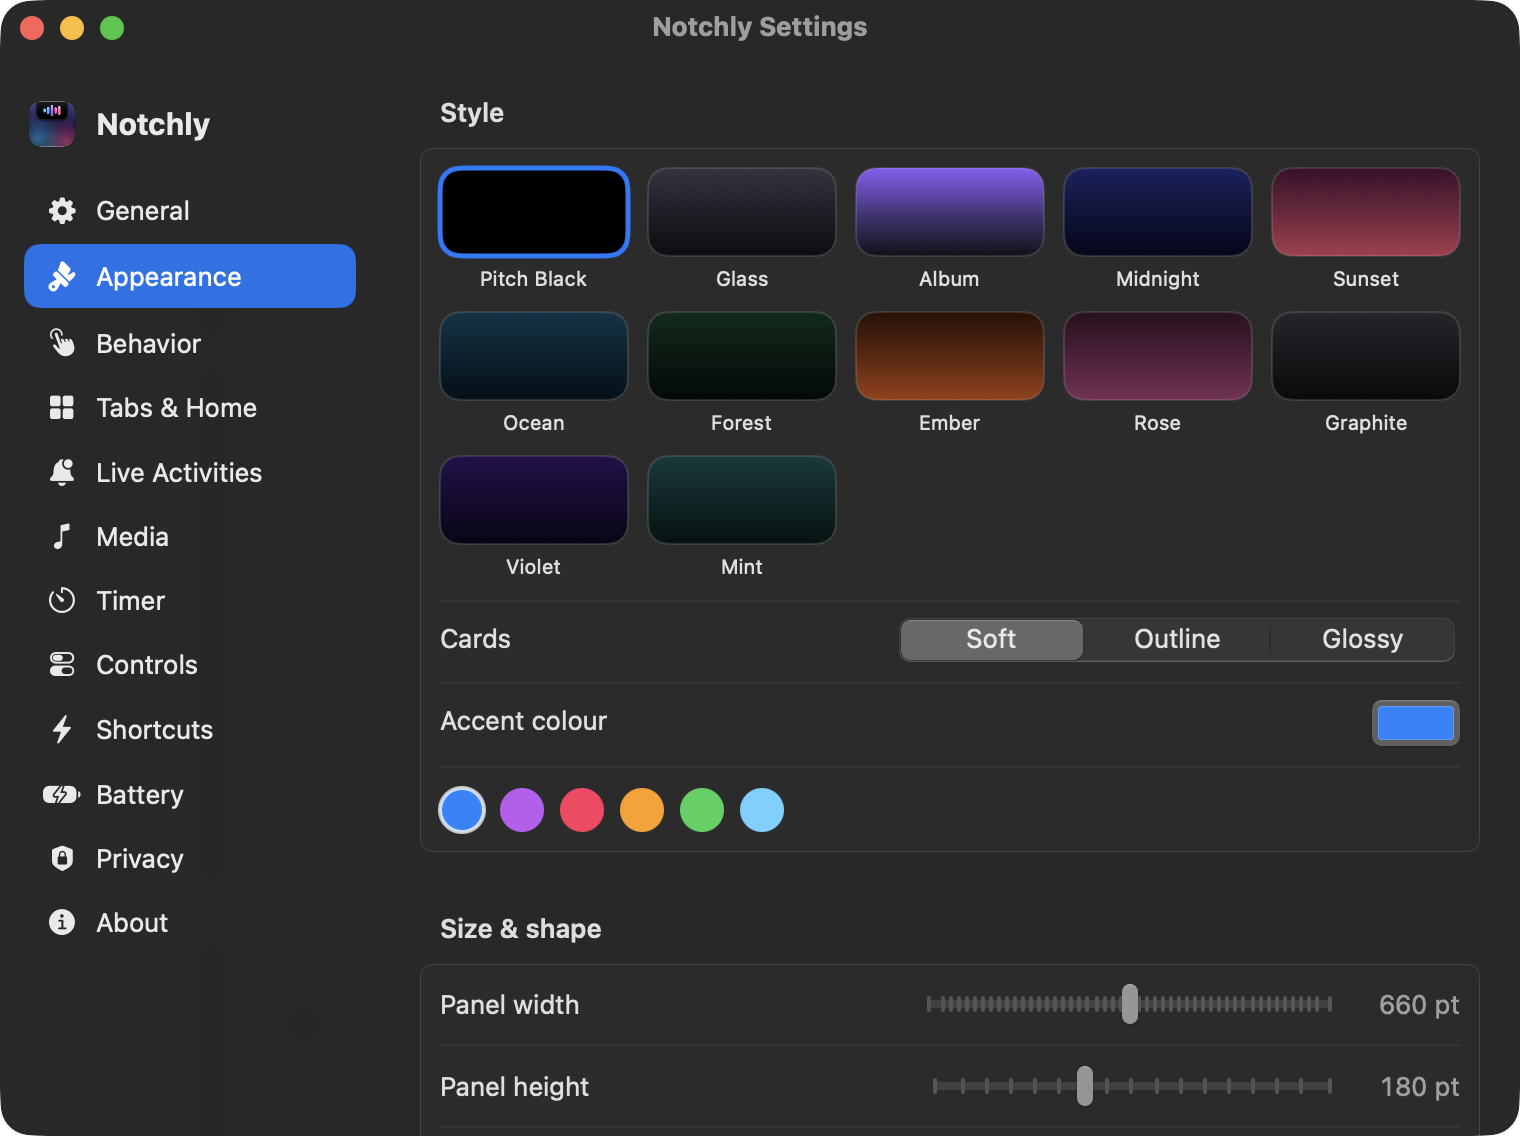 Notchly Settings
Notchly
General
Appearance
Behavior
Tabs & Home
Live Activities
Media
Timer
Controls
Shortcuts
Battery
Privacy
About
Style
Pitch Black
Glass
Album
Midnight
Sunset
Ocean
Forest
Ember
Rose
Graphite
Violet
Mint
Cards
Soft
Outline
Glossy
Accent colour
Size & shape
Panel width
660 pt
Panel height
180 pt